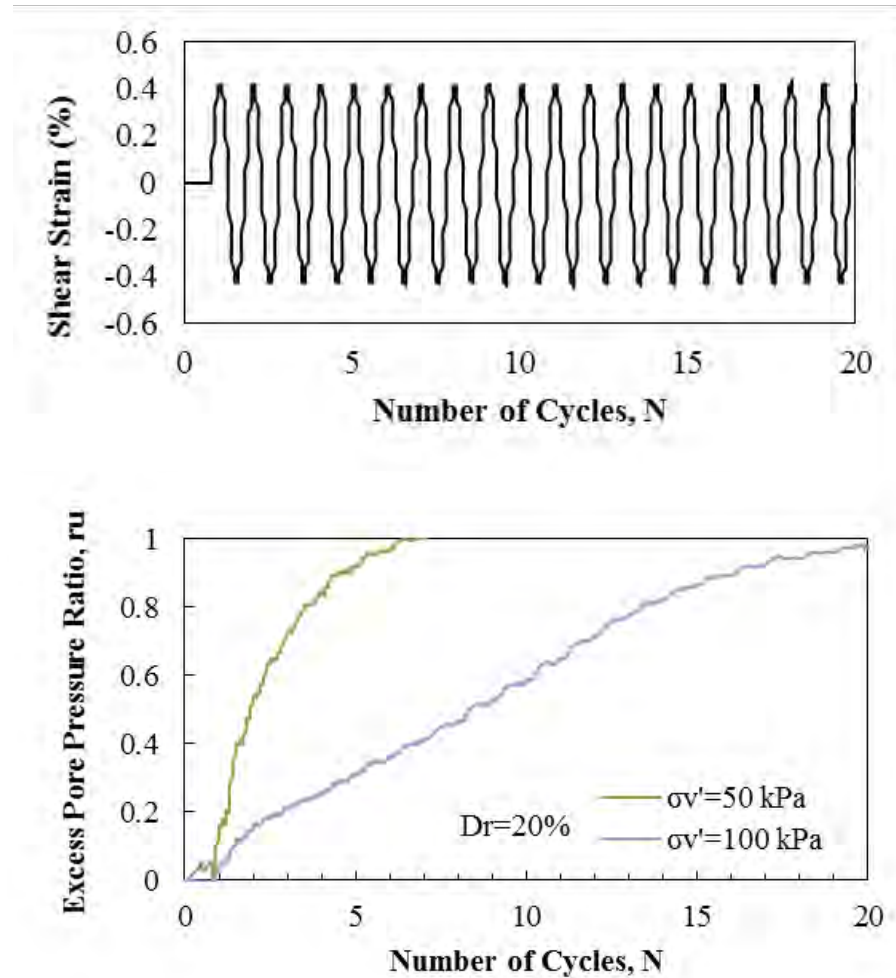 Shear Strain (%)
0.6
0.4
0.2
0
-0.2
-0.4
-0.6
0 5 10 15 20
Number of Cycles, N
Excess Pore Pressure Ratio, ru
1
0.8
0.6
0.4
0.2
0
Dr=20%
σv'=50 kPa
σv'=100 kPa
0 5 10 15 20
Number of Cycles, N